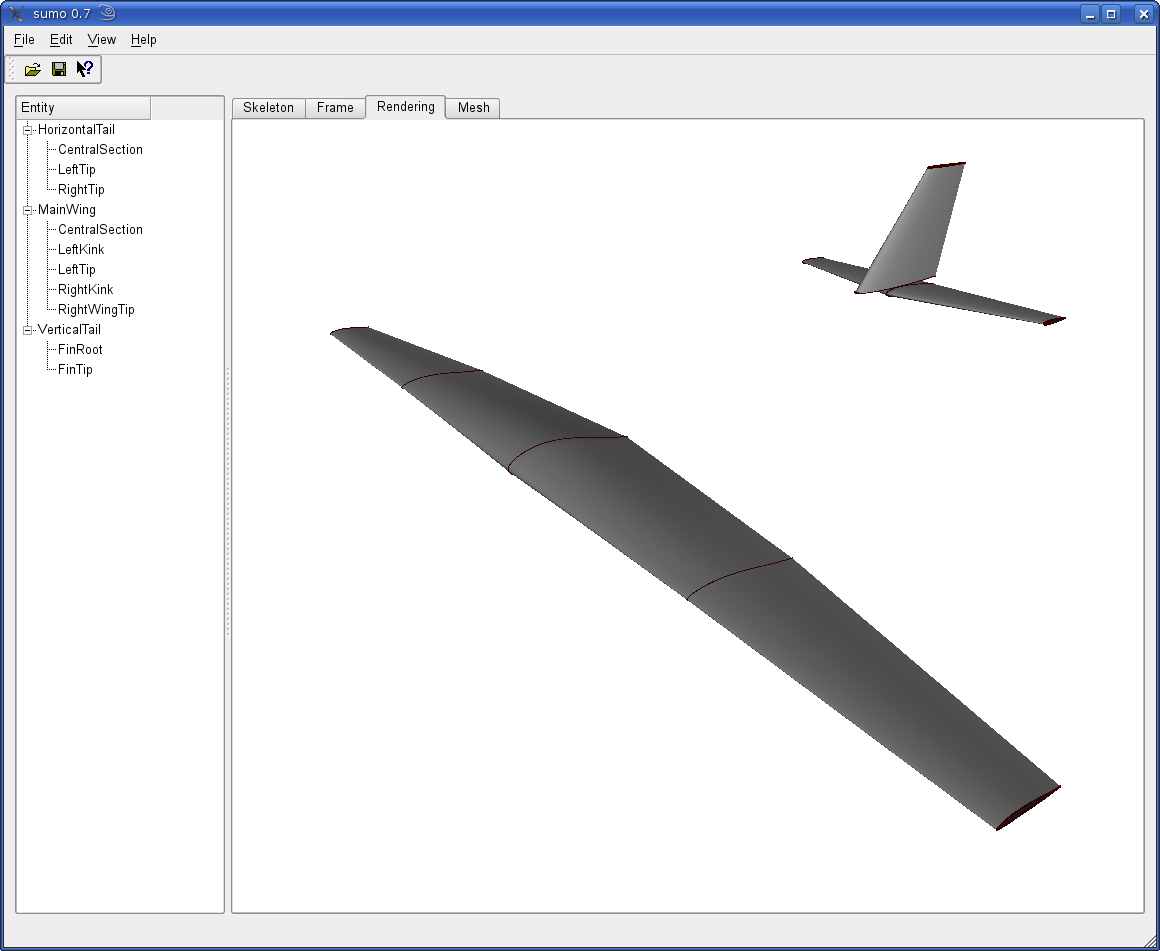 sumo 0.7
File Edit View Help
Entity
HorizontalTail
CentralSection
LeftTip
RightTip
MainWing
CentralSection
LeftKink
LeftTip
RightKink
RightWingTip
VerticalTail
FinRoot
FinTip
Skeleton Frame Rendering Mesh